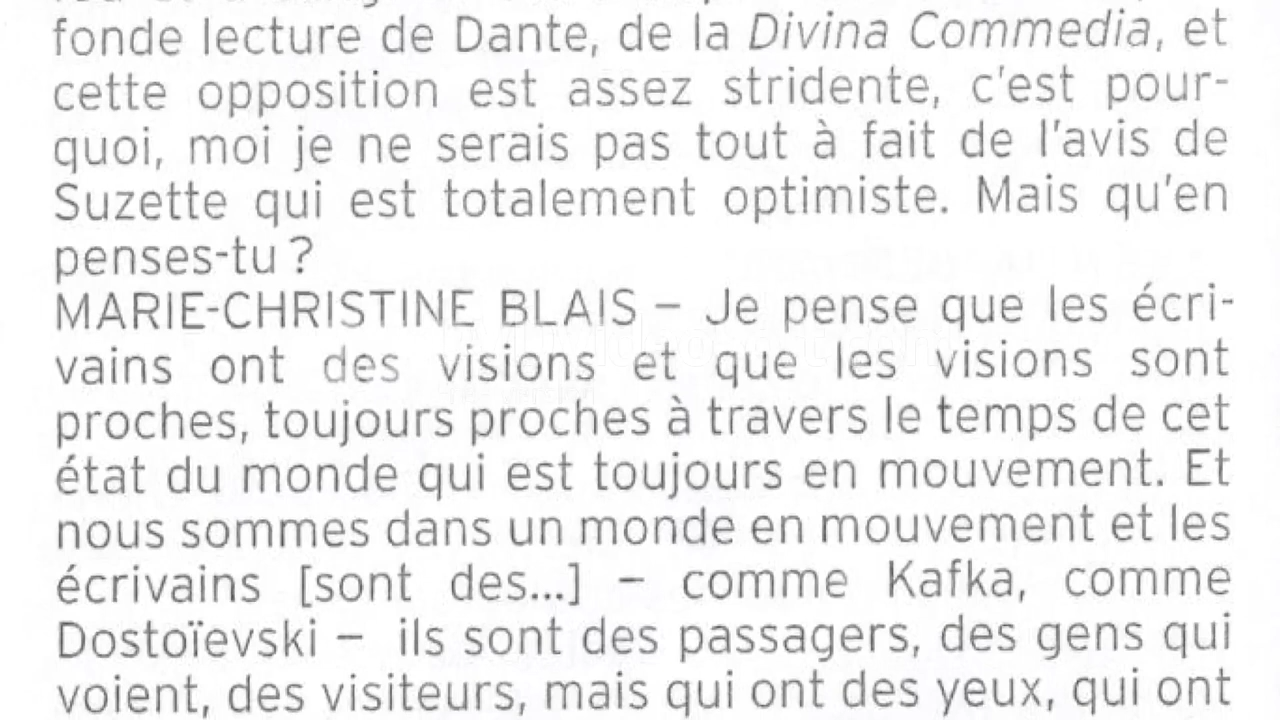 fonde lecture de Dante, de la Divina Commedia, et
cette opposition est assez stridente, c'est pour-
quoi, moi je ne serais pas tout à fait de l'avis de
Suzette qui est totalement optimiste. Mais qu'en
penses-tu ?
MARIE-CHRISTINE BLAIS – Je pense que les écri-
vains ont des visions et que les visions sont
proches, toujours proches à travers le temps de cet
état du monde qui est toujours en mouvement. Et
nous sommes dans un monde en mouvement et les
écrivains [sont des...] – comme Kafka, comme
Dostoïevski – ils sont des passagers, des gens qui
voient, des visiteurs, mais qui ont des yeux, qui ont